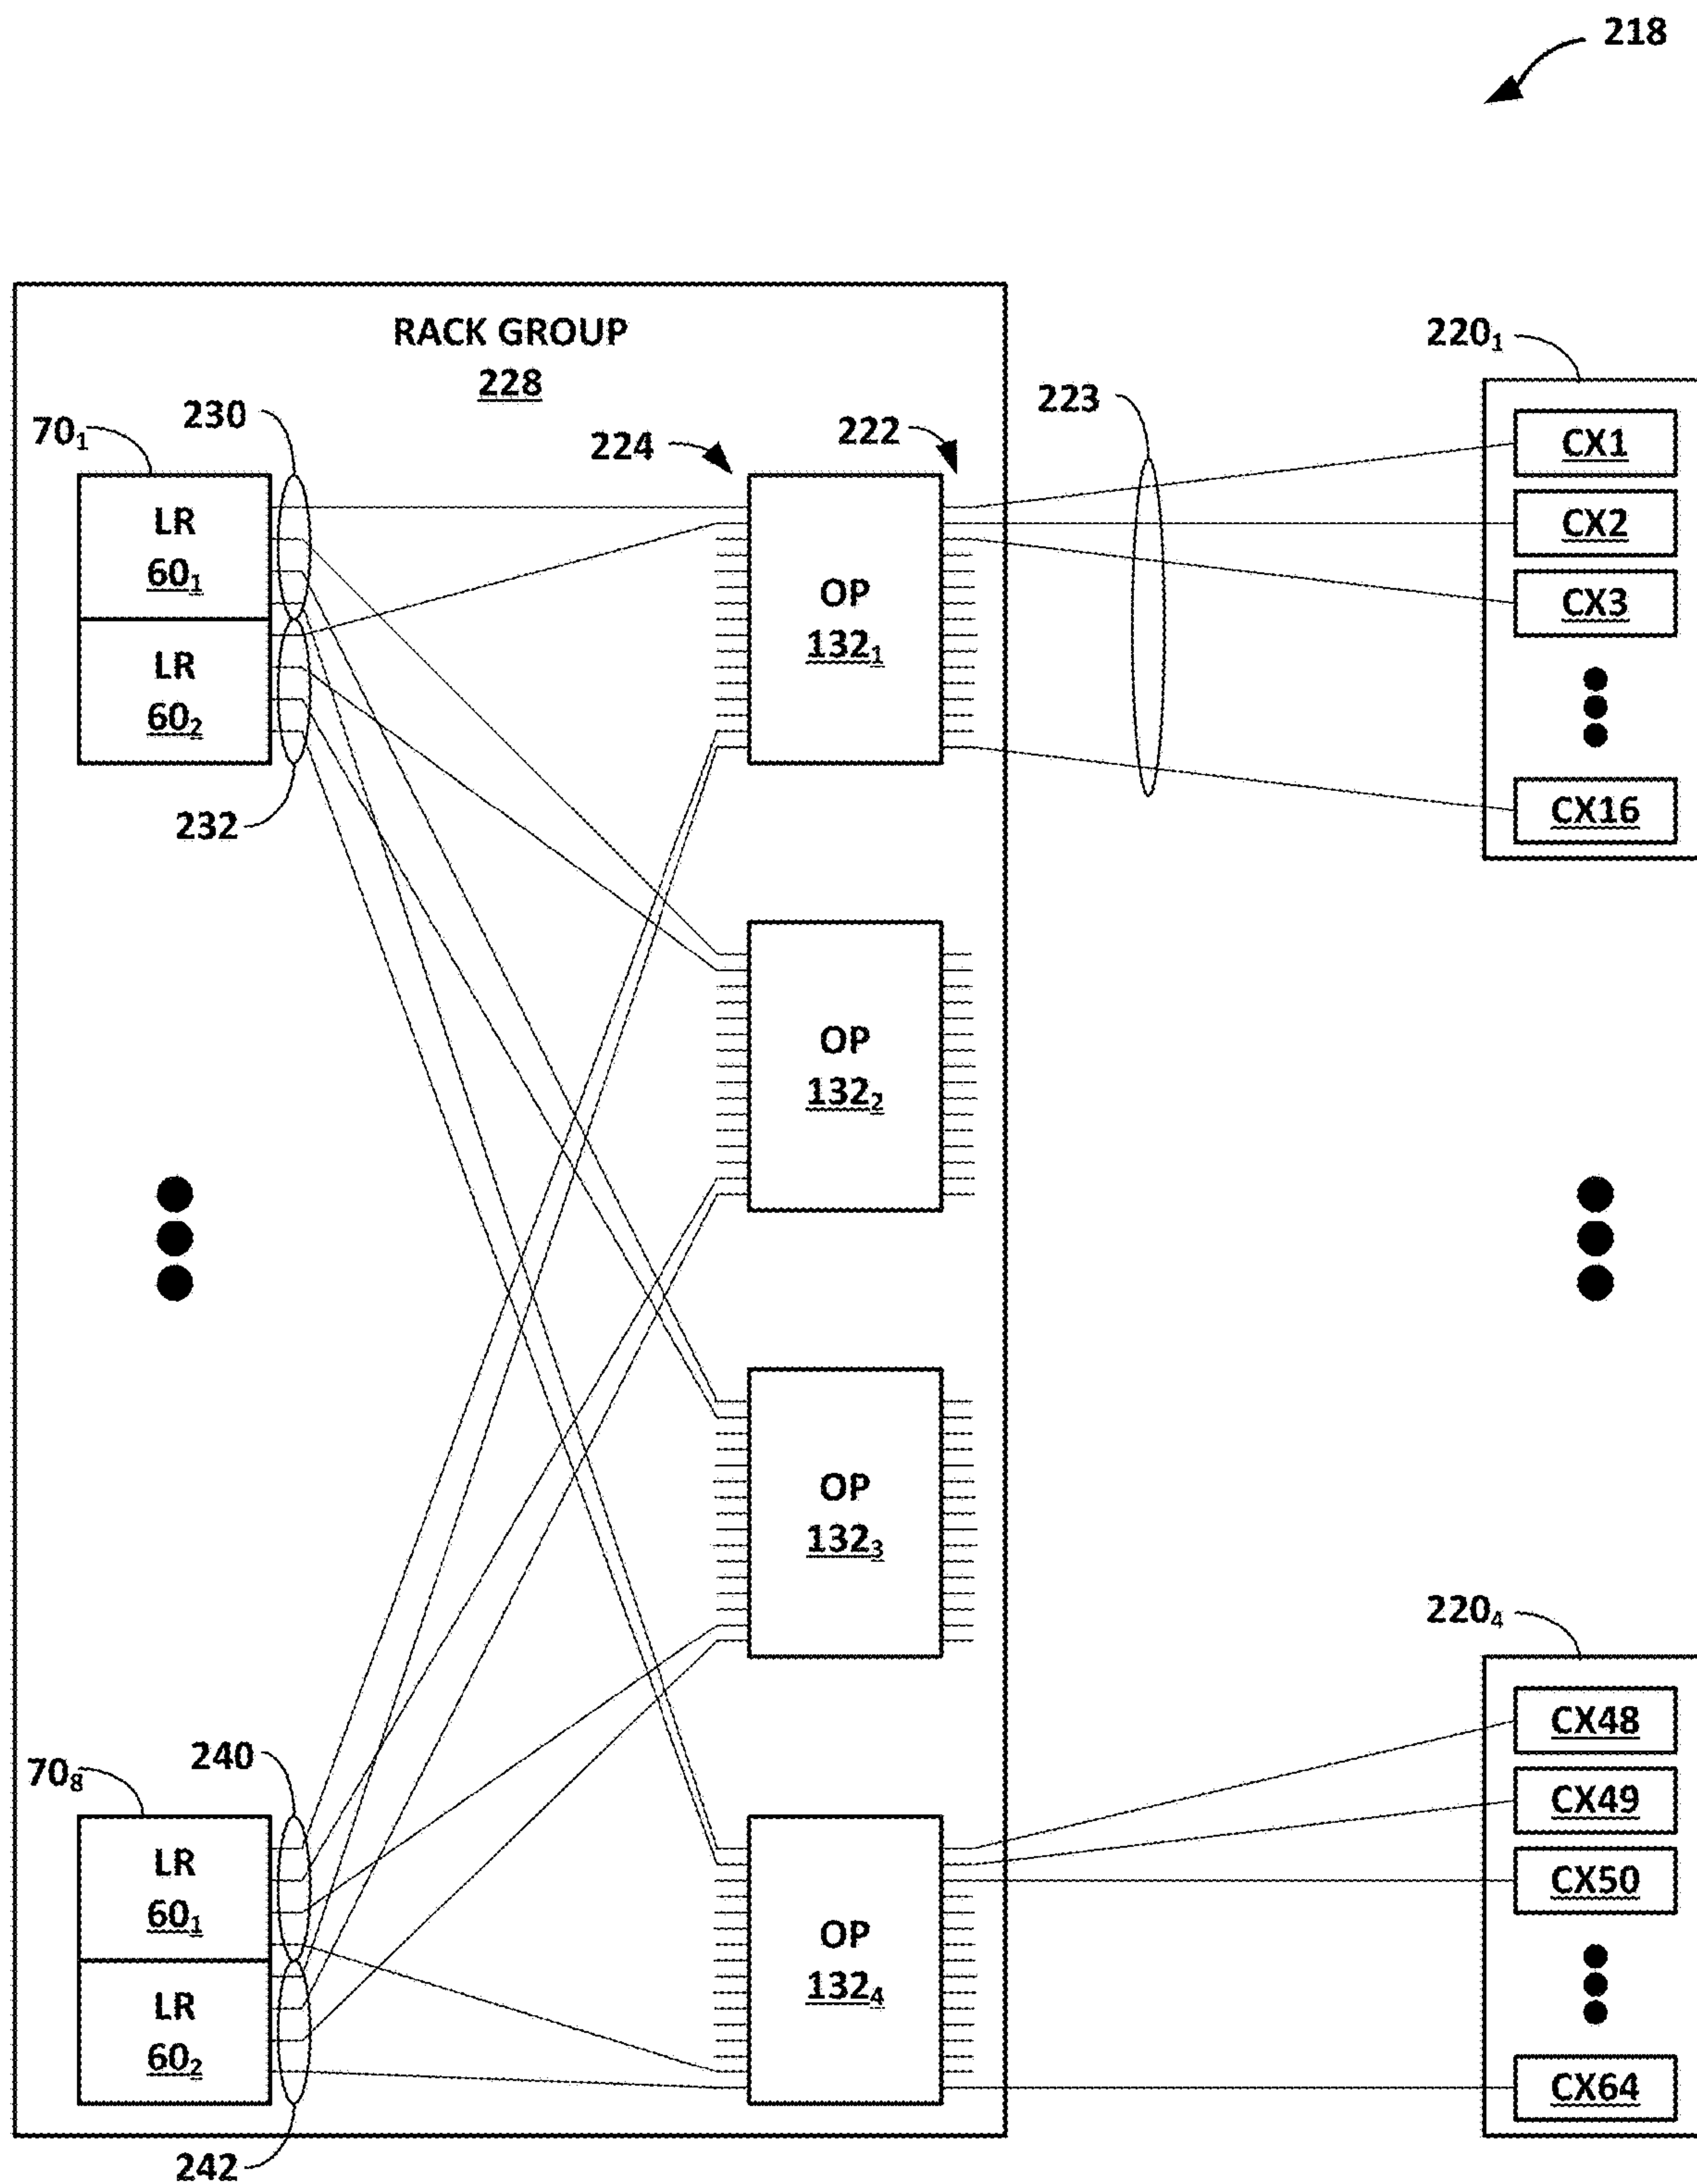 218
RACK GROUP
228
230
70₁
224
222
223
220₁
LR
60₁
LR
60₂
232
OP
132₁
CX1
CX2
CX3
CX16
OP
132₂
OP
132₃
240
70₈
LR
60₁
LR
60₂
242
OP
132₄
220₄
CX48
CX49
CX50
CX64